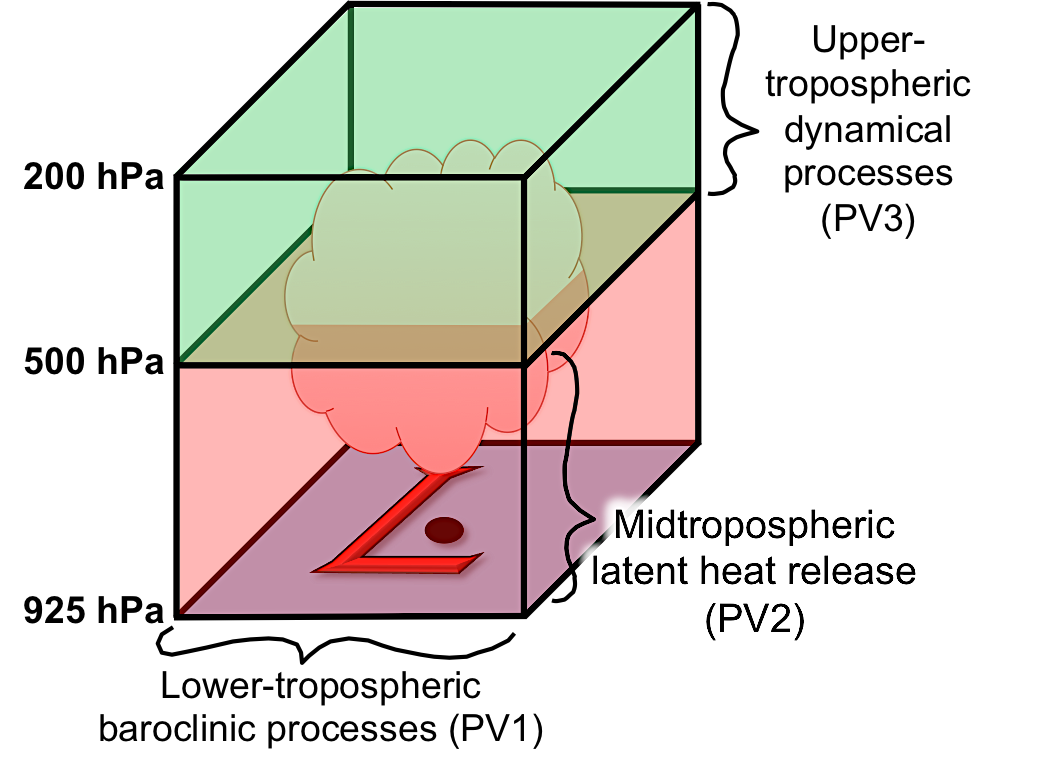 Upper-
tropospheric
dynamical
processes
(PV3)
200 hPa
500 hPa
L
Midtropospheric
latent heat release
(PV2)
925 hPa
Lower-tropospheric
baroclinic processes (PV1)